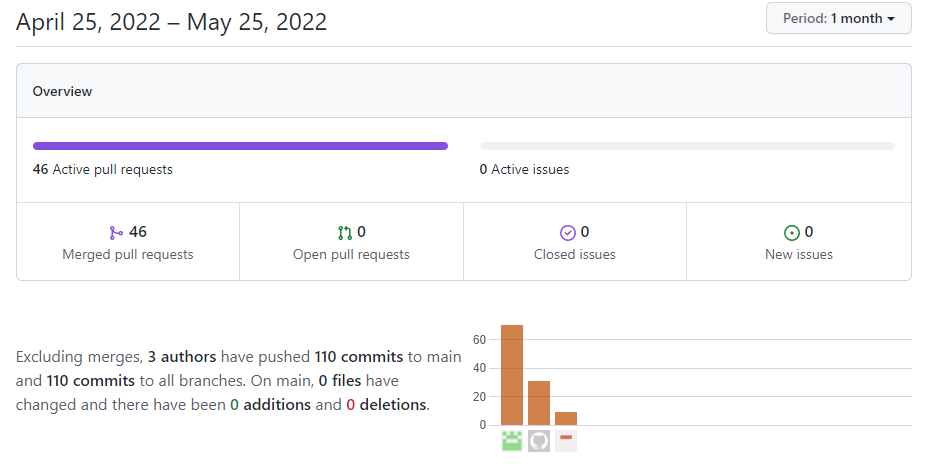 April 25, 2022 – May 25, 2022
Period: 1 month
Overview
46 Active pull requests
0 Active issues
46
Merged pull requests
0
Open pull requests
0
Closed issues
0
New issues
Excluding merges, 3 authors have pushed 110 commits to main
and 110 commits to all branches. On main, 0 files have
changed and there have been 0 additions and 0 deletions.
60
40
20
0